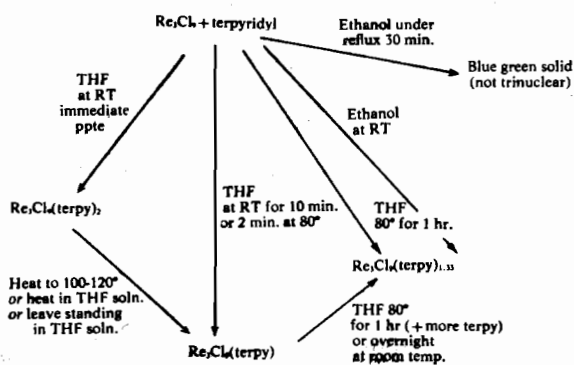 Re₃Cl₉ + terpyridyl
Ethanol under
reflux 30 min.
Blue green solid
(not trinuclear)
THF
at RT
immediate
ppte
Ethanol
at RT
THF
at RT for 10 min.
or 2 min. at 80°
THF
80° for 1 hr.
Re₃Cl₉(terpy)₂
Re₃Cl₉(terpy)₁.₃₃
Heat to 100-120°
or heat in THF soln.
or leave standing
in THF soln.
THF 80°
for 1 hr (+ more terpy)
or overnight
at room temp.
Re₃Cl₉(terpy)